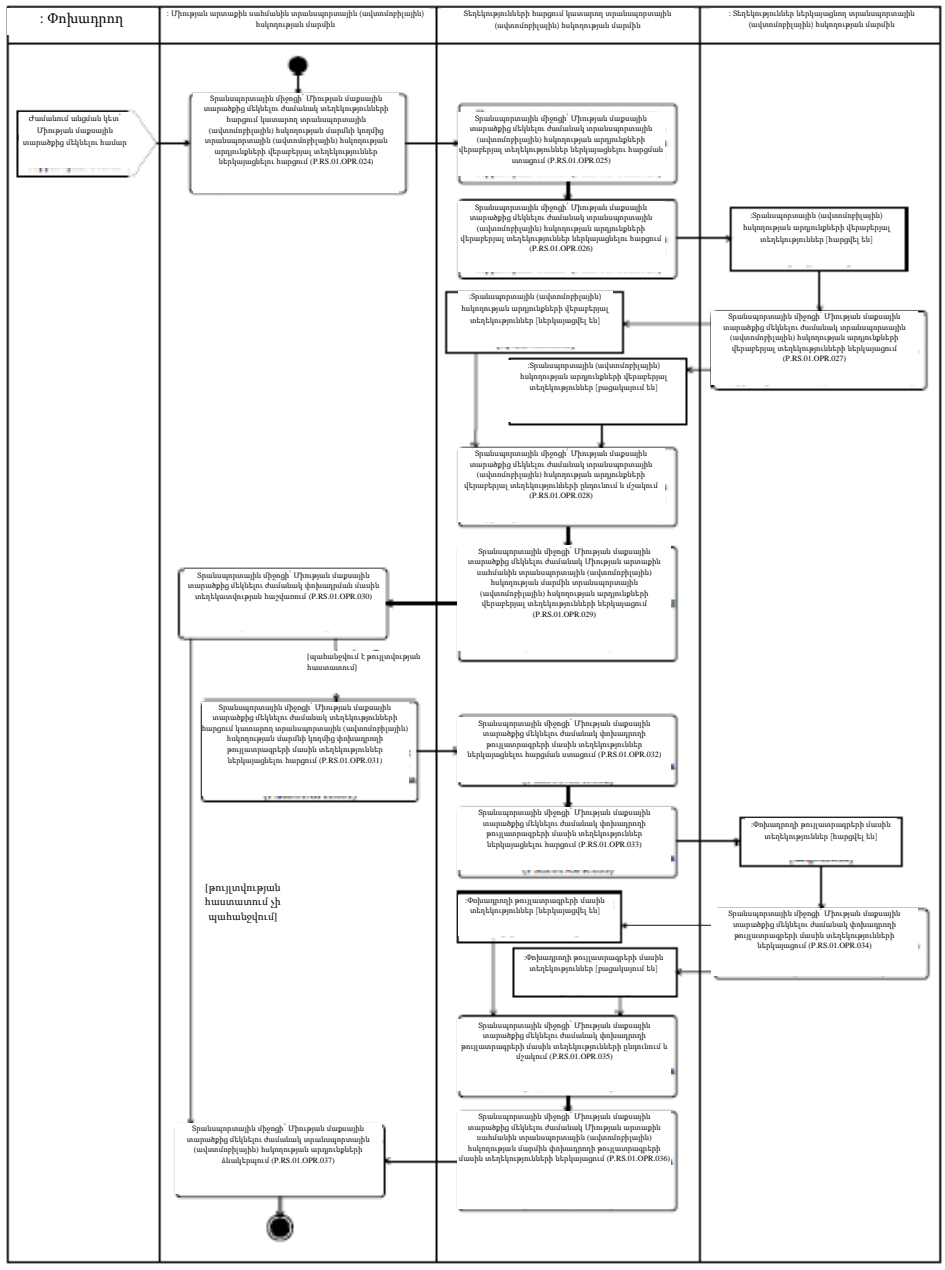 : Փոխադրող
: Միության արտաքին սահմանին տրանսպորտային (ավտոմոբիլային)
հսկողության մարմին
Տեղեկությունների հարցում կատարող տրանսպորտային
(ավտոմոբիլային) հսկողության մարմին
: Տեղեկություններ ներկայացնող տրանսպորտային
(ավտոմոբիլային) հսկողության մարմին
Ժամանում անցման կետ՝
Միության մաքսային
տարածքից մեկնելու համար
Տրանսպորտային միջոցի՝ Միության մաքսային
տարածքից մեկնելու ժամանակ տեղեկությունների
հարցում կատարող տրանսպորտային
(ավտոմոբիլային) հսկողության մարմնի կողմից
տրանսպորտային (ավտոմոբիլային) հսկողության
արդյունքների վերաբերյալ տեղեկություններ
ներկայացնելու հարցում (P.RS.01.OPR.024)
Տրանսպորտային միջոցի՝ Միության մաքսային
տարածքից մեկնելու ժամանակ տրանսպորտային
(ավտոմոբիլային) հսկողության արդյունքների
վերաբերյալ տեղեկություններ ներկայացնելու հարցման
ստացում (P.RS.01.OPR.025)
Տրանսպորտային միջոցի՝ Միության մաքսային
տարածքից մեկնելու ժամանակ տրանսպորտային
(ավտոմոբիլային) հսկողության արդյունքների
վերաբերյալ տեղեկություններ ներկայացնելու հարցում
(P.RS.01.OPR.026)
:Տրանսպորտային (ավտոմոբիլային)
հսկողության արդյունքների վերաբերյալ
տեղեկություններ [հարցվել են]
:Տրանսպորտային (ավտոմոբիլային)
հսկողության արդյունքների վերաբերյալ
տեղեկություններ [ներկայացվել են]
Տրանսպորտային միջոցի՝ Միության մաքսային
տարածքից մեկնելու ժամանակ տրանսպորտային
(ավտոմոբիլային) հսկողության արդյունքների
վերաբերյալ տեղեկություններ ներկայացում
(P.RS.01.OPR.027)
:Տրանսպորտային (ավտոմոբիլային)
հսկողության արդյունքների վերաբերյալ
տեղեկություններ [բացակայում են]
Տրանսպորտային միջոցի՝ Միության մաքսային
տարածքից մեկնելու ժամանակ տրանսպորտային
(ավտոմոբիլային) հսկողության արդյունքների
վերաբերյալ տեղեկությունների ընդունում և մշակում
(P.RS.01.OPR.028)
Տրանսպորտային միջոցի՝ Միության մաքսային
տարածքից մեկնելու ժամանակ Միության արտաքին
սահմանին տրանսպորտային (ավտոմոբիլային)
հսկողության մարմին տրանսպորտային
(ավտոմոբիլային) հսկողության արդյունքների
վերաբերյալ տեղեկությունների ներկայացում
(P.RS.01.OPR.029)
Տրանսպորտային միջոցի՝ Միության մաքսային
տարածքից մեկնելու ժամանակ փոխադրման մասին
տեղեկատվության հաշվառում (P.RS.01.OPR.030)
[պահանջվում է թույլտվության
հաստատում]
Տրանսպորտային միջոցի՝ Միության մաքսային
տարածքից մեկնելու ժամանակ տեղեկությունների
հարցում կատարող տրանսպորտային (ավտոմոբիլային)
հսկողության մարմնի կողմից փոխադրողի
թույլատրագրերի մասին տեղեկություններ
ներկայացնելու հարցում (P.RS.01.OPR.031)
Տրանսպորտային միջոցի՝ Միության մաքսային
տարածքից մեկնելու ժամանակ փոխադրողի
թույլատրագրերի մասին տեղեկություններ
ներկայացնելու հարցման ստացում (P.RS.01.OPR.032)
Տրանսպորտային միջոցի՝ Միության մաքսային
տարածքից մեկնելու ժամանակ փոխադրողի
թույլատրագրերի մասին տեղեկություններ
ներկայացնելու հարցում (P.RS.01.OPR.033)
:Փոխադրողի թույլատրագրերի մասին
տեղեկություններ [հարցվել են]
[թույլտվության
հաստատում չի
պահանջվում]
:Փոխադրողի թույլատրագրերի մասին
տեղեկություններ [ներկայացվել են]
Տրանսպորտային միջոցի՝ Միության մաքսային
տարածքից մեկնելու ժամանակ փոխադրողի
թույլատրագրերի մասին տեղեկությունների
ներկայացում (P.RS.01.OPR.034)
:Փոխադրողի թույլատրագրերի մասին
տեղեկություններ [բացակայում են]
Տրանսպորտային միջոցի՝ Միության մաքսային
տարածքից մեկնելու ժամանակ փոխադրողի
թույլատրագրերի մասին տեղեկությունների ընդունում և
մշակում (P.RS.01.OPR.035)
Տրանսպորտային միջոցի՝ Միության մաքսային
տարածքից մեկնելու ժամանակ Միության արտաքին
սահմանին տրանսպորտային (ավտոմոբիլային)
հսկողության մարմին փոխադրողի թույլատրագրերի
մասին տեղեկությունների ներկայացում (P.RS.01.OPR.036)
Տրանսպորտային միջոցի՝ Միության մաքսային
տարածքից մեկնելու ժամանակ տրանսպորտային
(ավտոմոբիլային) հսկողության արդյունքների
ձևակերպում (P.RS.01.OPR.037)